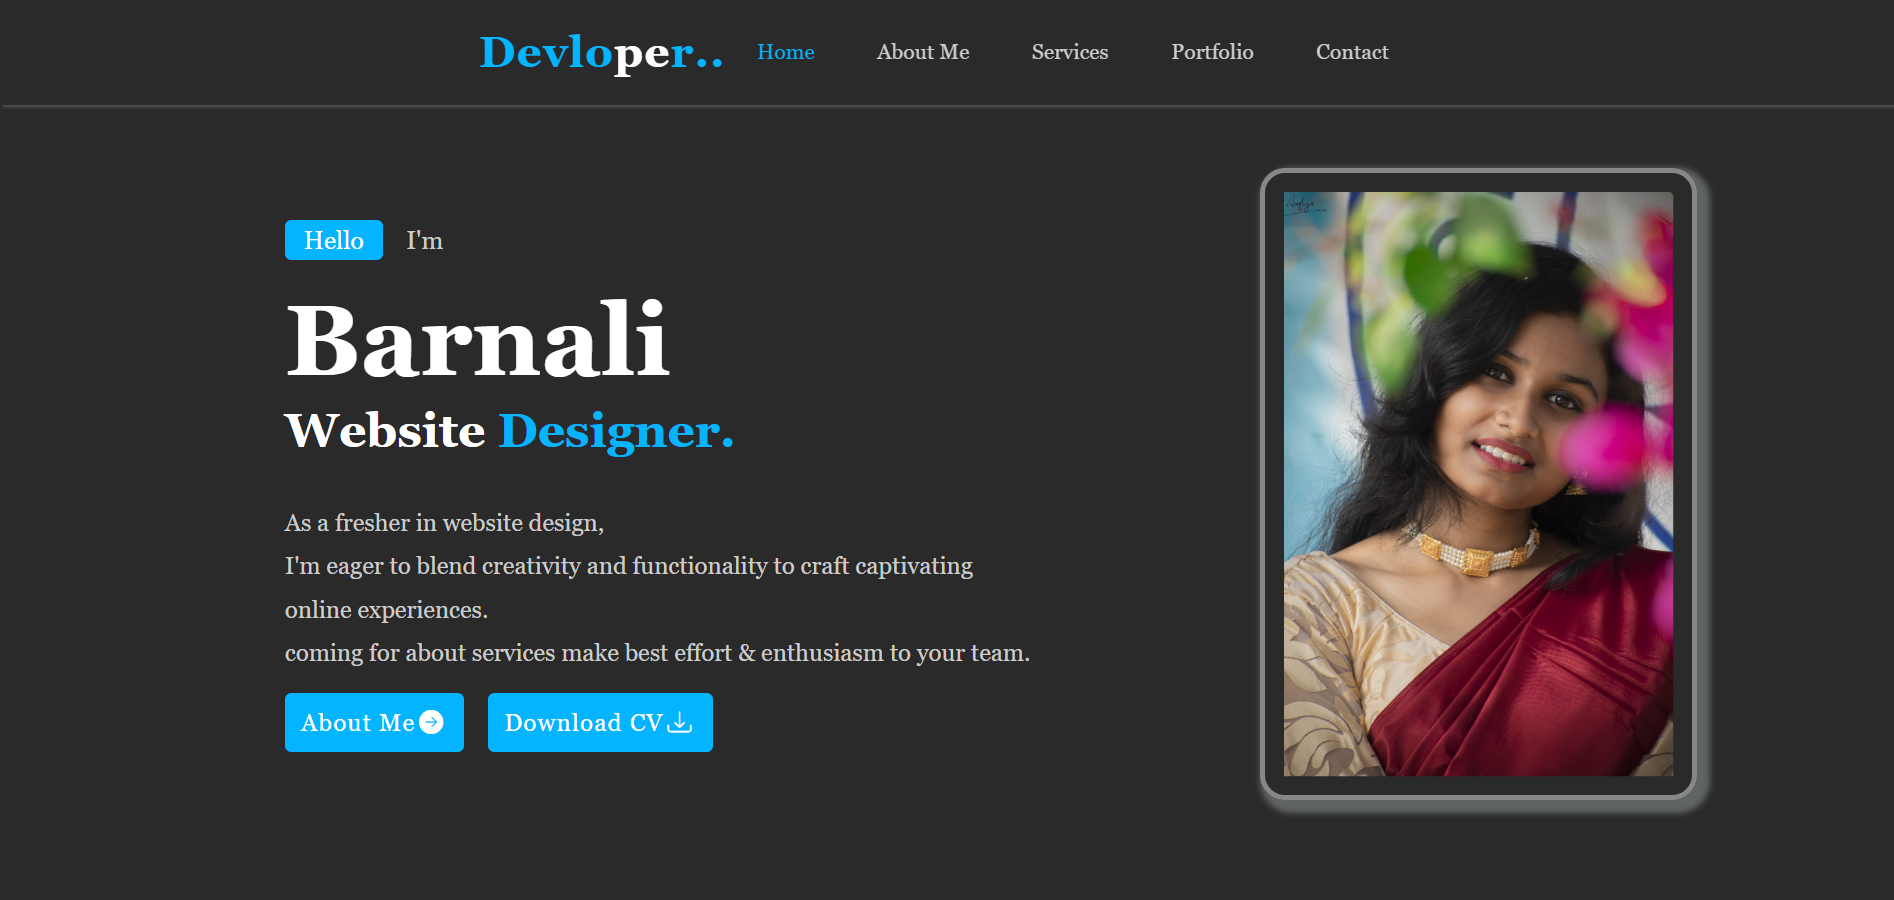 Devloper..
Home
About Me
Services
Portfolio
Contact
Hello I'm
Barnali
Website Designer.
As a fresher in website design,
I'm eager to blend creativity and functionality to craft captivating
online experiences.
coming for about services make best effort & enthusiasm to your team.
About Me
Download CV